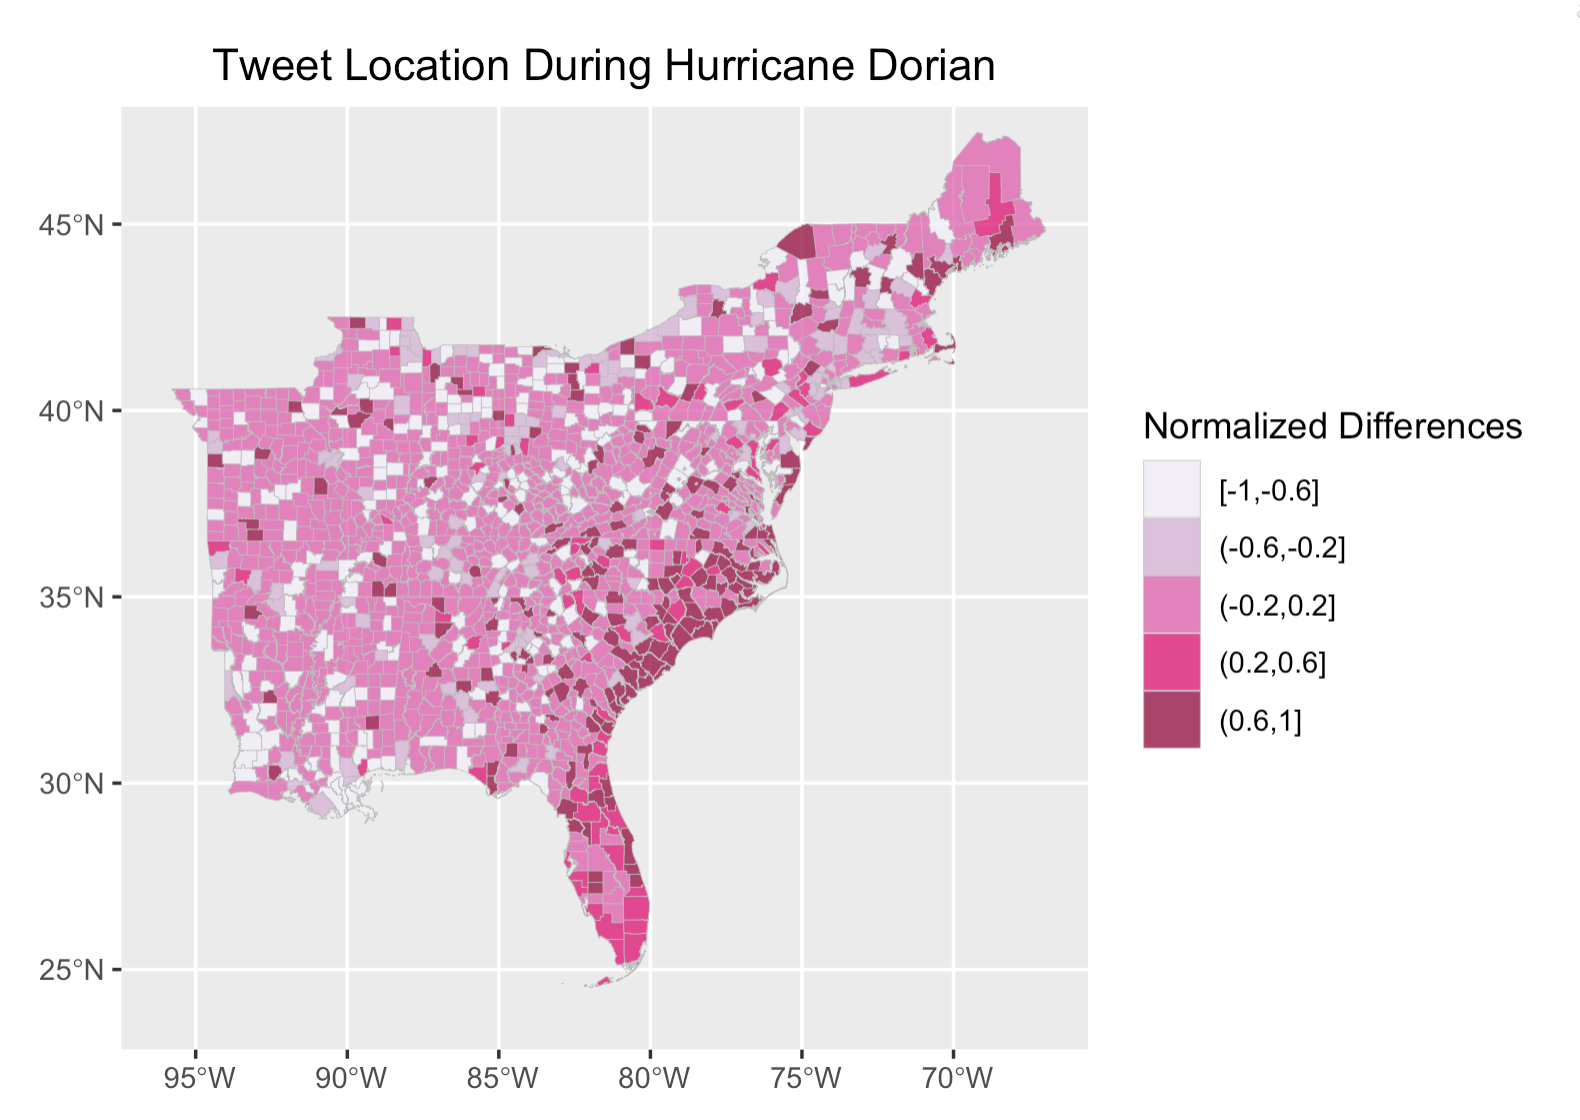 Tweet Location During Hurricane Dorian
45°N
40°N
35°N
30°N
25°N
95°W
90°W
85°W
80°W
75°W
70°W
Normalized Differences
[-1,-0.6]
(-0.6,-0.2]
(-0.2,0.2]
(0.2,0.6]
(0.6,1]